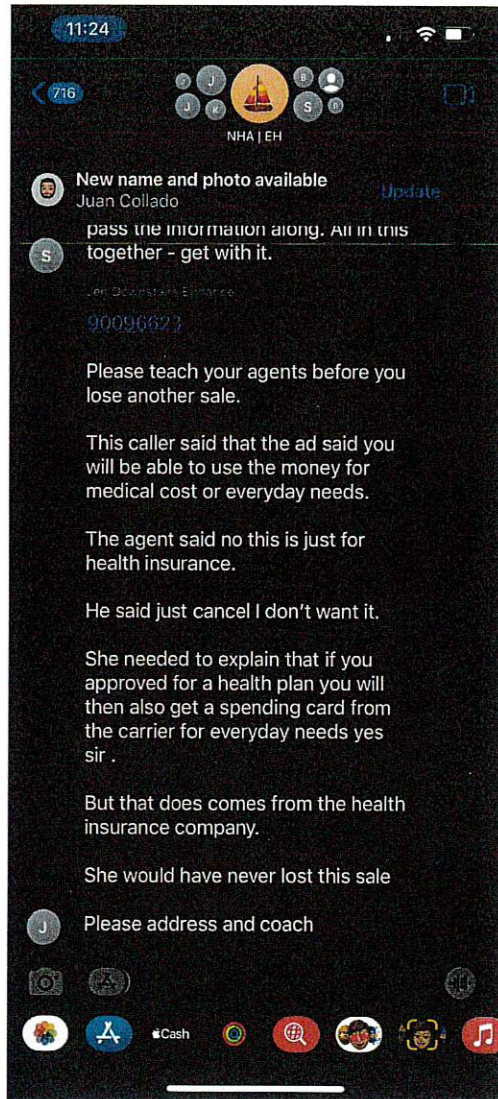 11:24
716
J
J
K
B
S
D
NHA | EH
New name and photo available
Juan Collado
Update
pass the information along. All in this
together - get with it.
S
Jen Downstairs Enhance
90096623
Please teach your agents before you
lose another sale.
This caller said that the ad said you
will be able to use the money for
medical cost or everyday needs.
The agent said no this is just for
health insurance.
He said just cancel I don't want it.
She needed to explain that if you
approved for a health plan you will
then also get a spending card from
the carrier for everyday needs yes
sir .
But that does comes from the health
insurance company.
She would have never lost this sale
J
Please address and coach
Cash